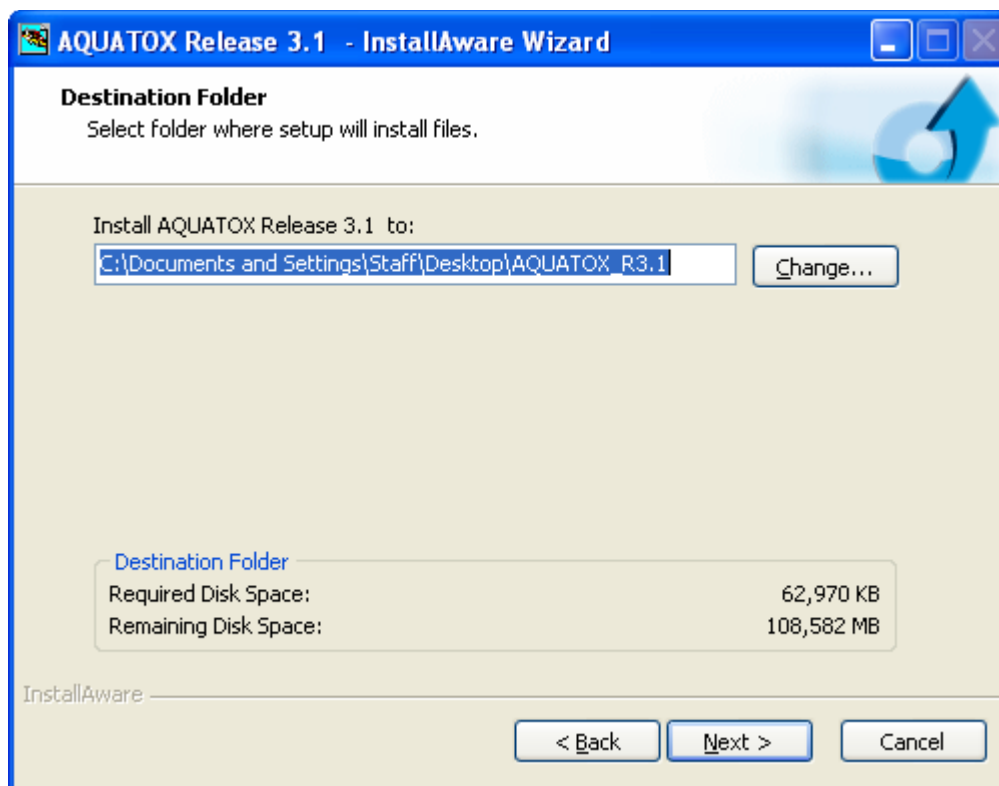 AQUATOX Release 3.1 - InstallAware Wizard
Destination Folder
Select folder where setup will install files.
Install AQUATOX Release 3.1 to:
C:\Documents and Settings\Staff\Desktop\AQUATOX_R3.1
Change...
Destination Folder
Required Disk Space: 62,970 KB
Remaining Disk Space: 108,582 MB
InstallAware
< Back Next > Cancel